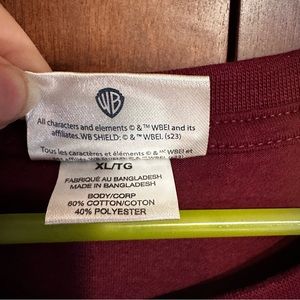 WB
All characters and elements © & ™ WBEI and its
affiliates. WB SHIELD: © & ™ WBEI. (s23)
Tous les caractères et éléments © & ™ WBEI et
XL/TG
FABRIQUÉ AU BANGLADESH
MADE IN BANGLADESH
BODY/CORP
60% COTTON/COTON
40% POLYESTER